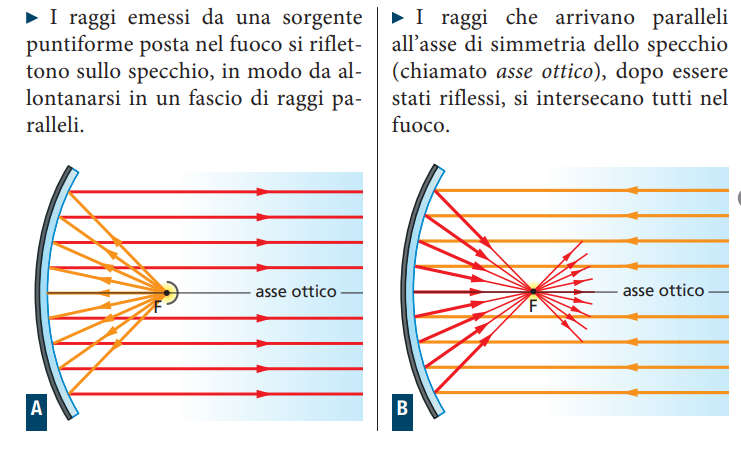 ► I raggi emessi da una sorgente
puntiforme posta nel fuoco si riflet-
tono sullo specchio, in modo da al-
lontanarsi in un fascio di raggi pa-
ralleli.
asse ottico
F
A
► I raggi che arrivano paralleli
all'asse di simmetria dello specchio
(chiamato asse ottico), dopo essere
stati riflessi, si intersecano tutti nel
fuoco.
asse ottico
F
B